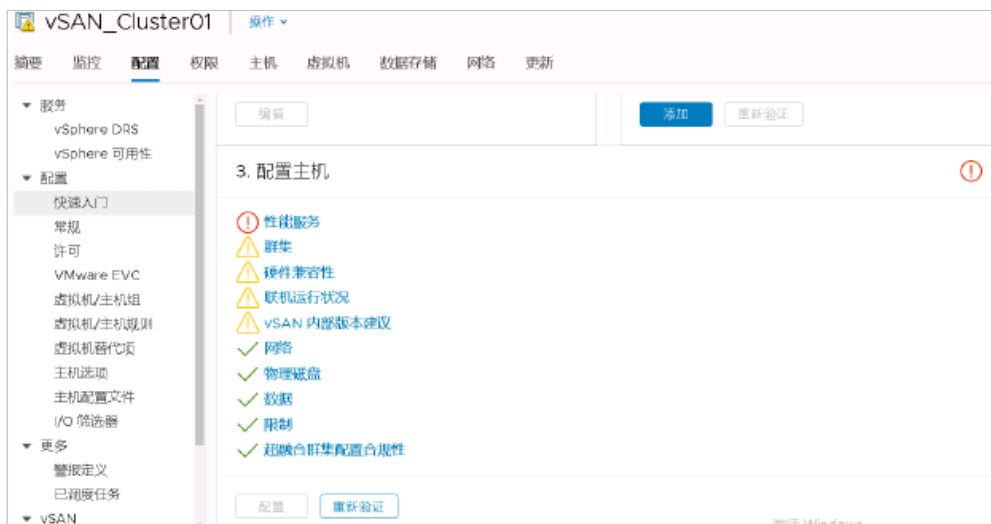 vSAN_Cluster01 操作
摘要 监控 配置 权限 主机 虚拟机 数据存储 网络 更新
服务
vSphere DRS
vSphere 可用性
配置
快速入门
常规
许可
VMware EVC
虚拟机/主机组
虚拟机/主机规则
虚拟机替代项
主机选项
主机配置文件
I/O 筛选器
更多
警报定义
已调度任务
vSAN
编辑
添加 重新验证
3. 配置主机
性能服务
群集
硬件兼容性
联机运行状况
vSAN 内部版本建议
网络
物理磁盘
数据
限制
超融合群集配置合规性
配置 重新验证
激活 Windows